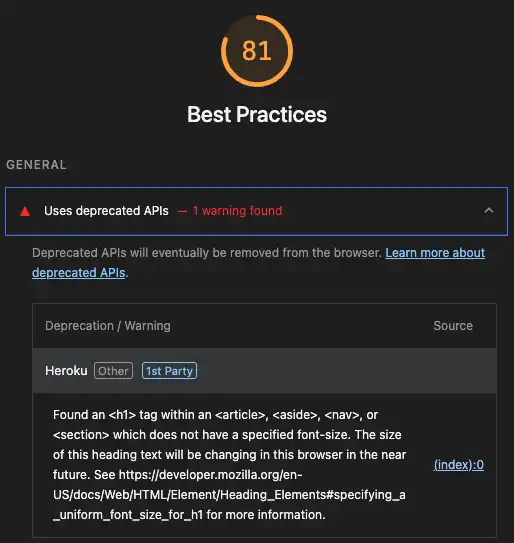 81
Best Practices
GENERAL
Uses deprecated APIs — 1 warning found
Deprecated APIs will eventually be removed from the browser. Learn more about
deprecated APIs.
Deprecation / Warning Source
Heroku Other 1st Party
Found an <h1> tag within an <article>, <aside>, <nav>, or
<section> which does not have a specified font-size. The size
of this heading text will be changing in this browser in the near
future. See https://developer.mozilla.org/en-
US/docs/Web/HTML/Element/Heading_Elements#specifying_a
_uniform_font_size_for_h1 for more information.
(index):0